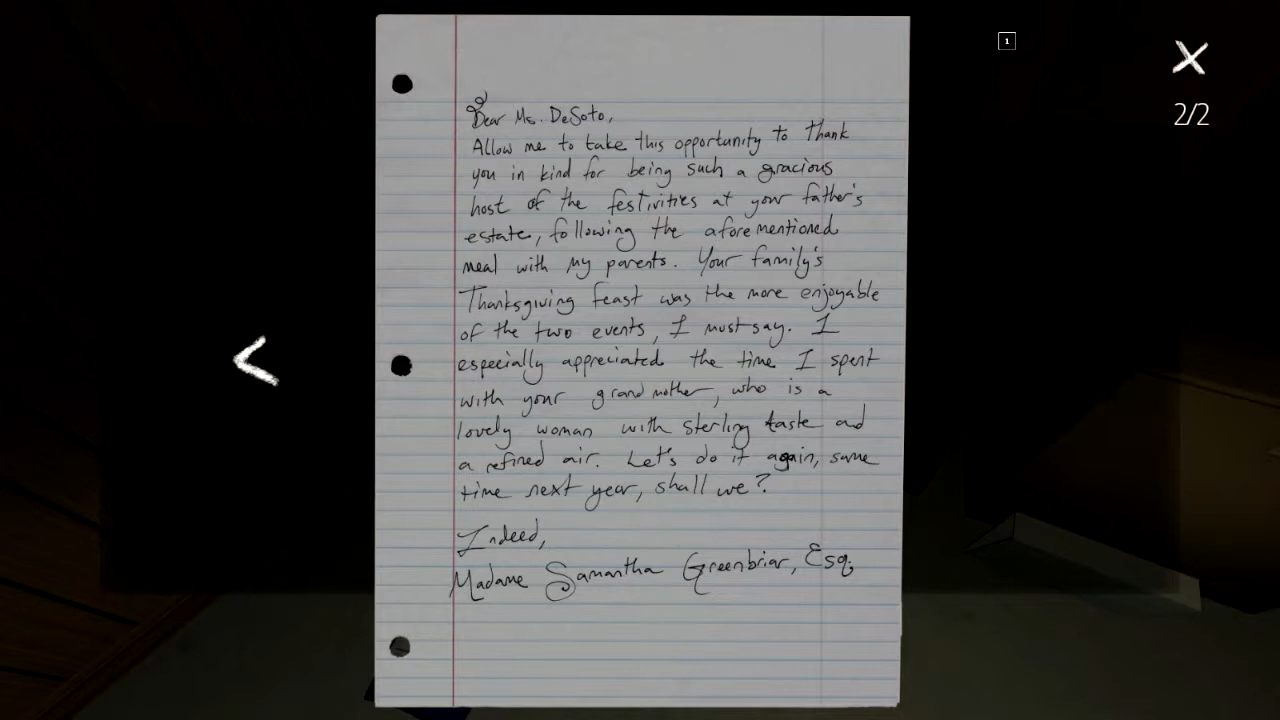 1
2/2
Dear Ms. DeSoto,
Allow me to take this opportunity to thank
you in kind for being such a gracious
host of the festivities at your father's
estate, following the aforementioned
meal with my parents. Your family's
Thanksgiving feast was the more enjoyable
of the two events, I must say. I
especially appreciated the time I spent
with your grandmother, who is a
lovely woman with sterling taste and
a refined air. Let's do it again, same
time next year, shall we?
Indeed,
Madame Samantha Greenbriar, Esq.